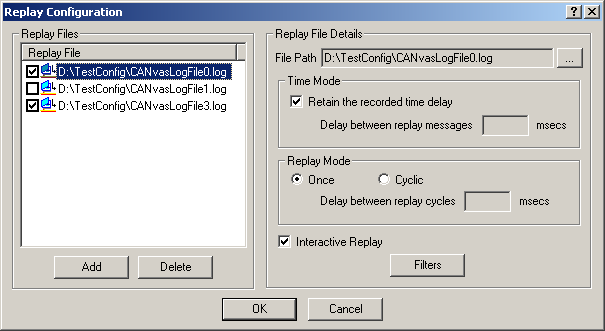 Replay Configuration
Replay Files
Replay File
D:\TestConfig\CANvasLogFile0.log
D:\TestConfig\CANvasLogFile1.log
D:\TestConfig\CANvasLogFile3.log
Add
Delete
Replay File Details
File Path
D:\TestConfig\CANvasLogFile0.log
...
Time Mode
Retain the recorded time delay
Delay between replay messages
msecs
Replay Mode
Once
Cyclic
Delay between replay cycles
msecs
Interactive Replay
Filters
OK
Cancel